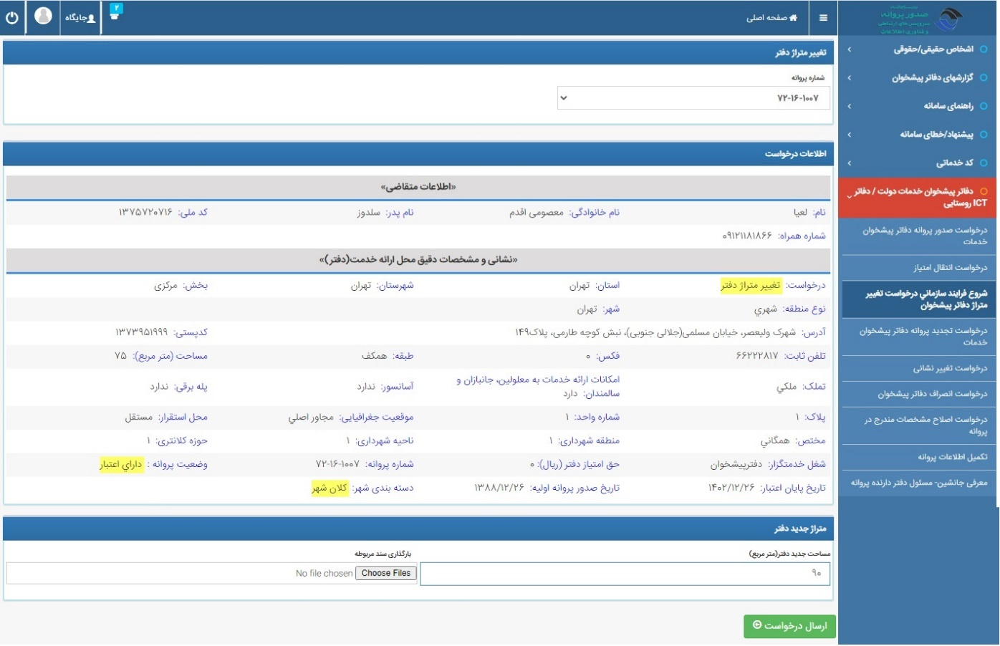 سامانه
صدور پروانه
سرویس های ارتباطی
و فناوری اطلاعات
صفحه اصلی
جایگاه
۲
اشخاص حقیقی/حقوقی
گزارشهای دفاتر پیشخوان
راهنمای سامانه
پیشنهاد/خطای سامانه
کد خدماتی
دفاتر پیشخوان خدمات دولت / دفاتر
ICT روستایی
درخواست صدور پروانه دفاتر پیشخوان
خدمات
درخواست انتقال امتیاز
شروع فرایند سازماني درخواست تغییر
متراژ دفاتر پیشخوان
درخواست تجدید پروانه دفاتر پیشخوان
خدمات
درخواست تغییر نشانی
درخواست انصراف دفاتر پیشخوان
درخواست اصلاح مشخصات مندرج در
پروانه
تکمیل اطلاعات پروانه
معرفی جانشین- مسئول دفتر دارنده پروانه
تغییر متراژ دفتر
شماره پروانه
۷۲-۱۶-۱۰۰۷
اطلاعات درخواست
«اطلاعات متقاضی»
نام: لعیا نام خانوادگی: معصومی اقدم نام پدر: سلدوز کد ملی: ۱۳۷۵۷۲۰۷۱۶
شماره همراه: ۰۹۱۲۱۱۸۱۸۶۶
«نشانی و مشخصات دقیق محل ارائه خدمت(دفتر)»
درخواست: تغییر متراژ دفتر استان: تهران شهرستان: تهران بخش: مرکزی
نوع منطقه: شهري شهر: تهران
آدرس: شهرک ولیعصر، خیابان مسلمی(جلالی جنوبی)، نبش کوچه طارمی، پلاک۱۴۹ کدپستی: ۱۳۷۳۹۵۱۹۹۹
تلفن ثابت: ۶۶۲۲۲۸۱۷ فکس: ۰ طبقه: همکف مساحت (متر مربع): ۷۵
تملک: ملکي امکانات ارائه خدمات به معلولین، جانبازان و
سالمندان: دارد آسانسور: ندارد پله برقی: ندارد
پلاک: ۱ شماره واحد: ۱ موقعیت جغرافیایی: مجاور اصلي محل استقرار: مستقل
مختص: همگاني منطقه شهرداری: ۱ ناحیه شهرداری: ۱ حوزه کلانتری: ۱
شغل خدمتگزار: دفترپیشخوان حق امتیاز دفتر (ریال): ۰ شماره پروانه: ۷۲-۱۶-۱۰۰۷ وضعیت پروانه : داراي اعتبار
تاریخ پایان اعتبار: ۱۴۰۲/۱۲/۲۶ تاریخ صدور پروانه اولیه: ۱۳۸۸/۱۲/۲۶ دسته بندی شهر: کلان شهر
متراژ جدید دفتر
مساحت جدید دفتر(متر مربع) بارگذاری سند مربوطه
۹۰ Choose Files No file chosen
ارسال درخواست